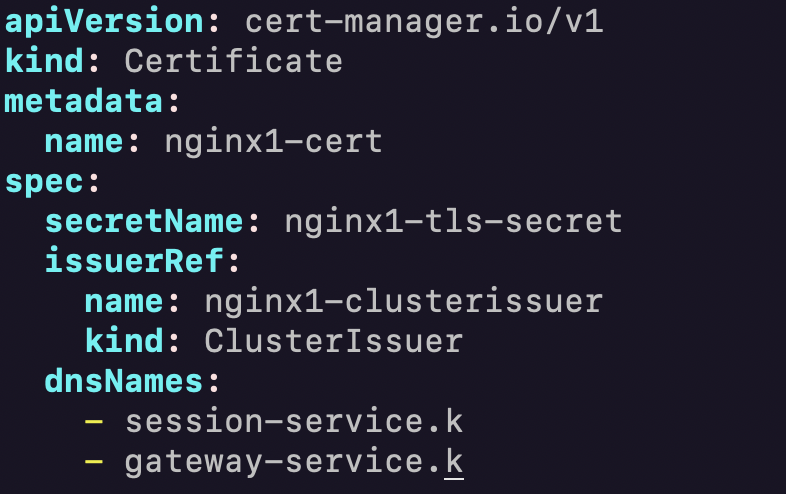 apiVersion: cert-manager.io/v1
kind: Certificate
metadata:
  name: nginx1-cert
spec:
  secretName: nginx1-tls-secret
  issuerRef:
    name: nginx1-clusterissuer
    kind: ClusterIssuer
  dnsNames:
    - session-service.k
    - gateway-service.k